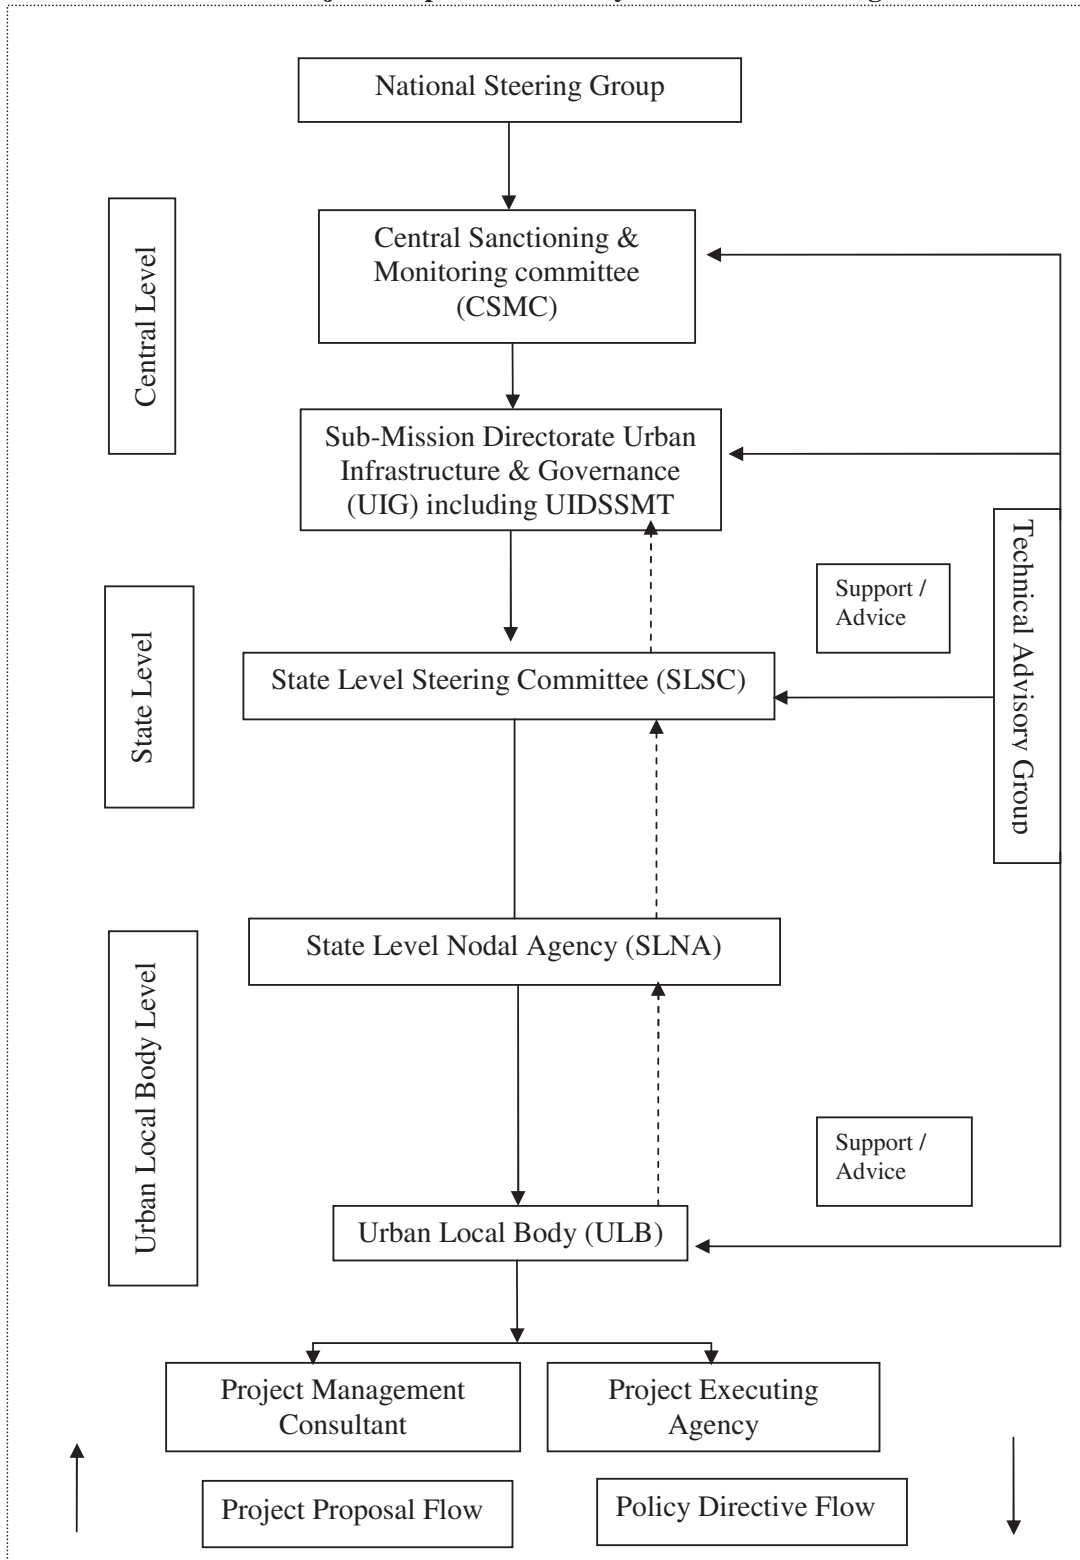 National Steering Group
Central Level
Central Sanctioning &
Monitoring committee
(CSMC)
Sub-Mission Directorate Urban
Infrastructure & Governance
(UIG) including UIDSSMT
Technical Advisory Group
Support /
Advice
State Level
State Level Steering Committee (SLSC)
State Level Nodal Agency (SLNA)
Urban Local Body Level
Support /
Advice
Urban Local Body (ULB)
Project Management
Consultant
Project Executing
Agency
Project Proposal Flow
Policy Directive Flow